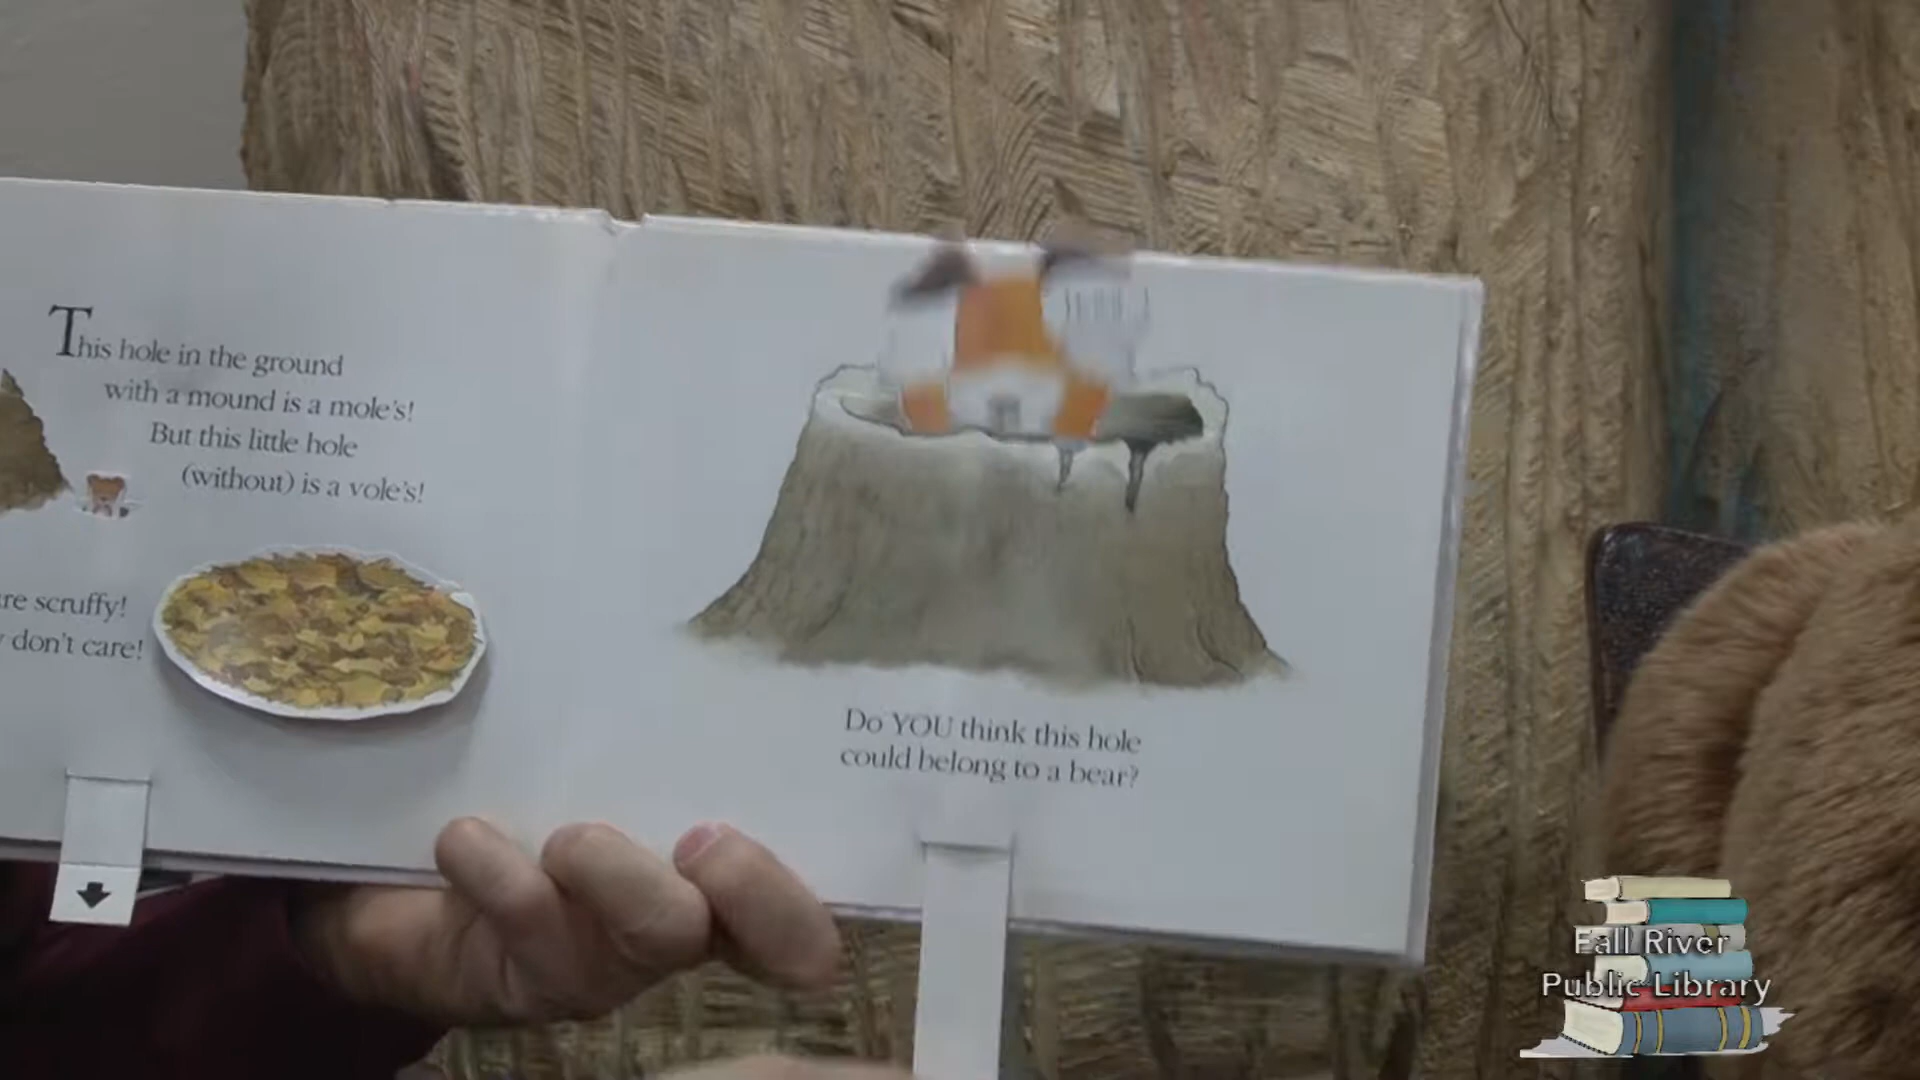 This hole in the ground
with a mound is a mole's!
But this little hole
(without) is a vole's!
re scruffy!
don't care!
Do YOU think this hole
could belong to a bear?
Fall River
Public Library